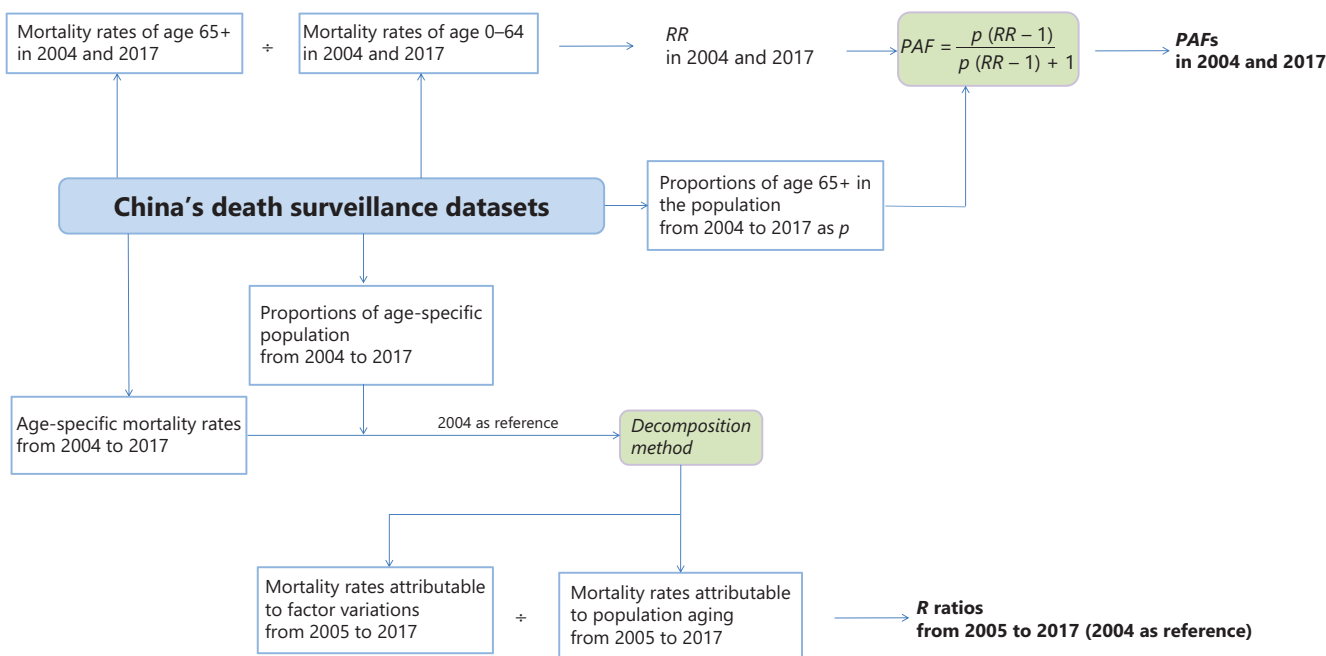 Mortality rates of age 65+
in 2004 and 2017
÷
Mortality rates of age 0–64
in 2004 and 2017
RR
in 2004 and 2017
PAF = p (RR – 1)
p (RR – 1) + 1
PAFs
in 2004 and 2017
China’s death surveillance datasets
Proportions of age 65+ in
the population
from 2004 to 2017 as p
Proportions of age-specific
population
from 2004 to 2017
Age-specific mortality rates
from 2004 to 2017
2004 as reference
Decomposition
method
Mortality rates attributable
to factor variations
from 2005 to 2017
÷
Mortality rates attributable
to population aging
from 2005 to 2017
R ratios
from 2005 to 2017 (2004 as reference)